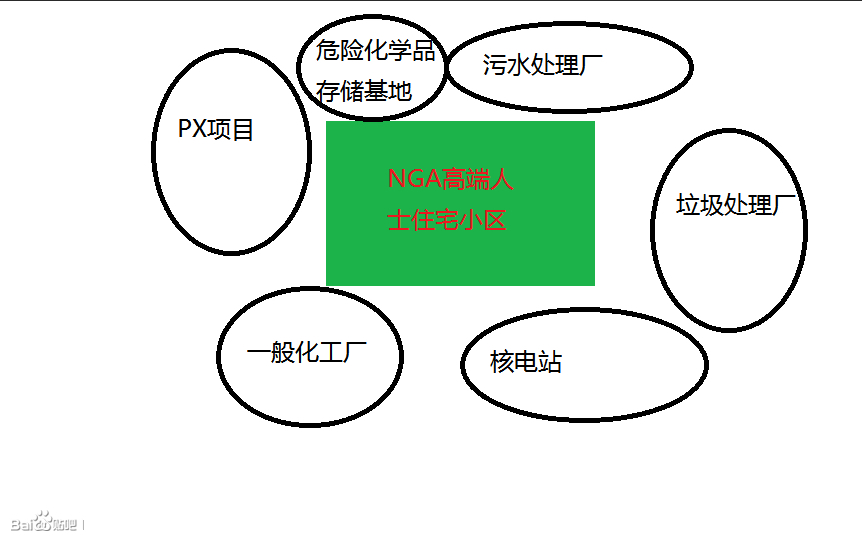 危险化学品
存储基地
污水处理厂
PX项目
NGA高端人
士住宅小区
垃圾处理厂
一般化工厂
核电站
Bai贴吧